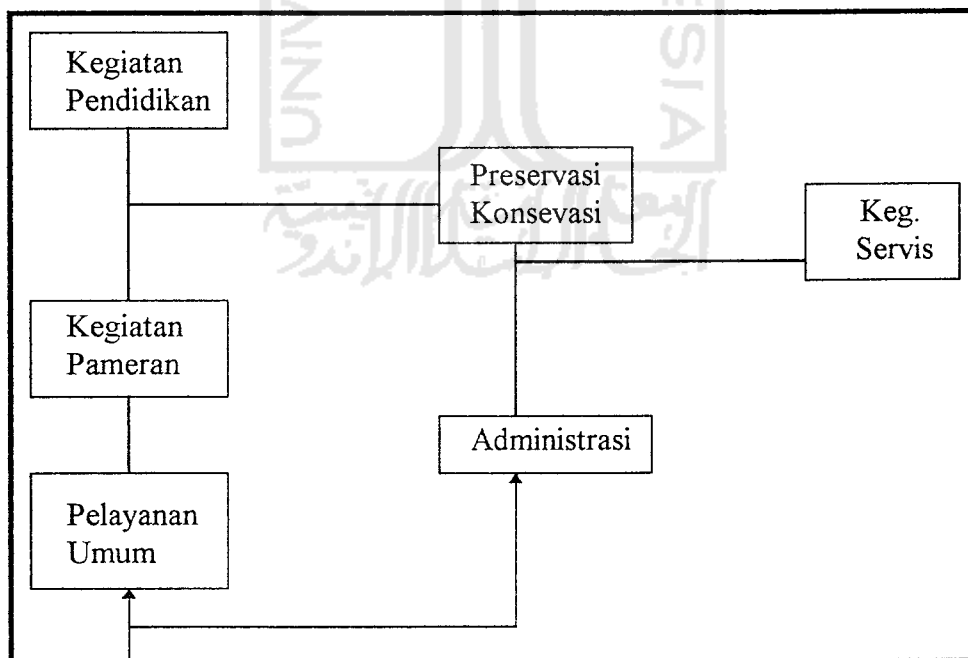 Kegiatan
Pendidikan
Preservasi
Konsevasi
Keg.
Servis
Kegiatan
Pameran
Administrasi
Pelayanan
Umum